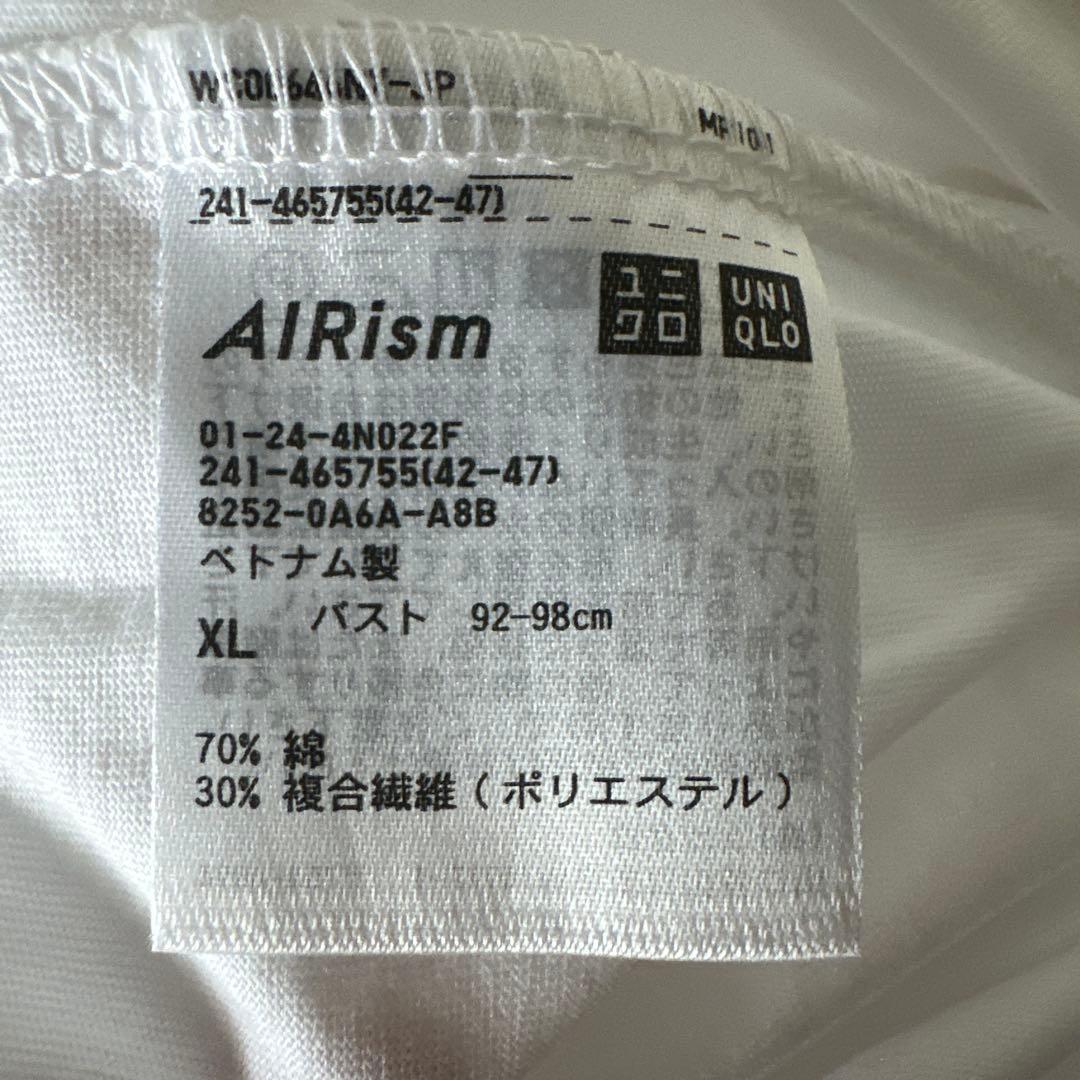 241-465755(42-47)
AIRism
ユニクロ
UNIQLO
01-24-4N022F
241-465755(42-47)
8252-0A6A-A8B
ベトナム製
XL バスト 92-98cm
70% 綿
30% 複合繊維(ポリエステル)